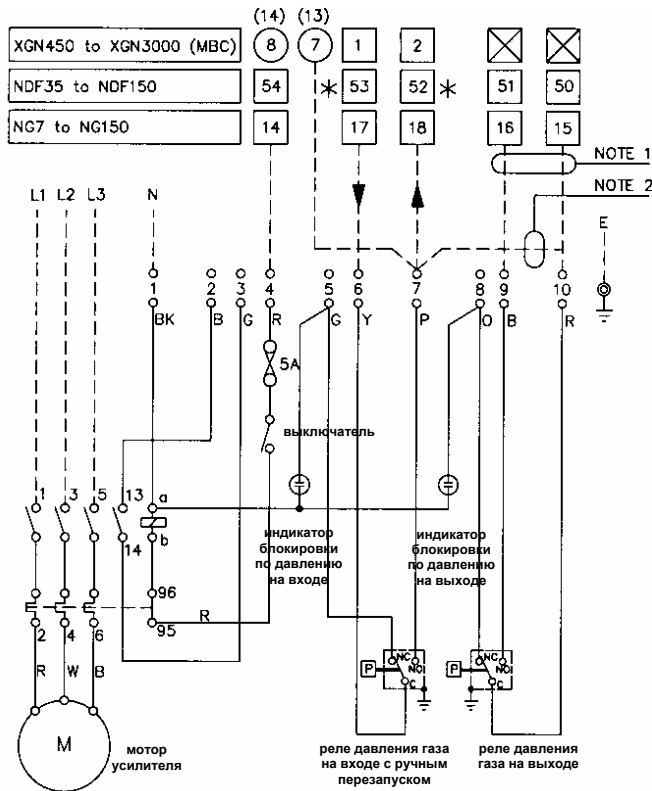 (14) (13)
XGN450 to XGN3000 (MBC) 8 7 1 2
NDF35 to NDF150 54 * 53 52 * 51 50
NG7 to NG150 14 17 18 16 15
NOTE 1
NOTE 2
L1 L2 L3 N E
1 2 3 4 5 6 7 8 9 10
BK B G R G Y P O B R
5A
выключатель
1 3 5 13 a
14 b
индикатор блокировки по давлению на входе
индикатор блокировки по давлению на выходе
96
R 95
2 4 6
R W B
P NC NO C
P NC NO C
M
мотор усилителя
реле давления газа на входе с ручным перезапуском
реле давления газа на выходе